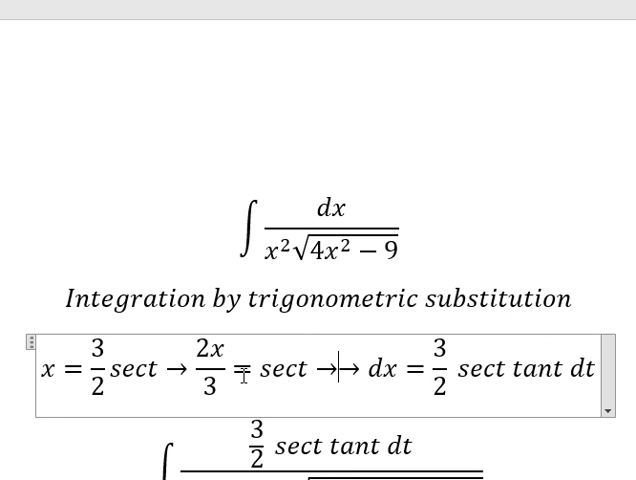 ∫ dx / (x²√(4x² − 9))
Integration by trigonometric substitution
x = 3/2 sect → 2x/3 = sect →→ dx = 3/2 sect tant dt
∫ 3/2 sect tant dt